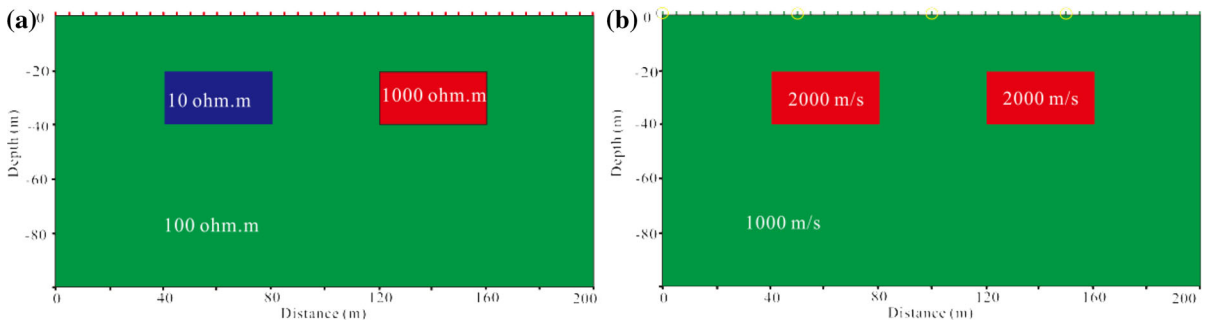 (a)
0
-20
-40
-60
-80
Depth (m)
10 ohm.m
1000 ohm.m
100 ohm.m
0 40 80 120 160 200
Distance (m)
(b)
0
-20
-40
-60
-80
Depth (m)
2000 m/s
2000 m/s
1000 m/s
0 40 80 120 160 200
Distance (m)